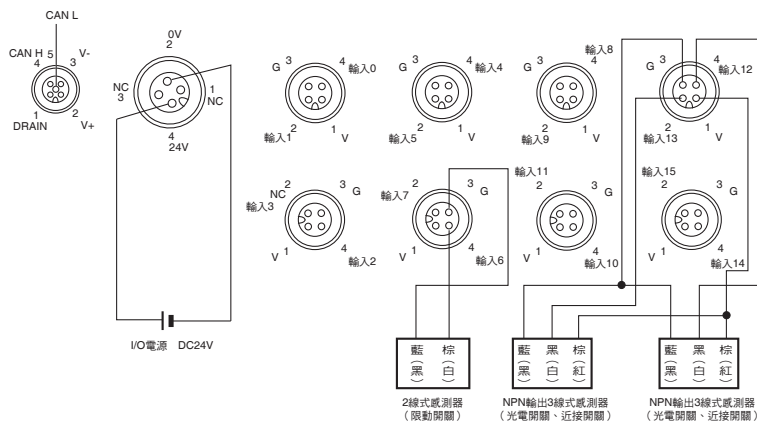 CAN L
CAN H
5
V-
4
3
1
2
DRAIN
V+
0V
2
NC
3
1
NC
4
24V
I/O電源 DC24V
G
3
4
輸入0
輸入1
2
1
V
G
3
4
輸入4
輸入5
2
1
V
輸入8
G
3
4
輸入9
2
1
V
G
3
4
輸入12
輸入13
2
1
V
NC
2
3
G
輸入3
V
1
4
輸入2
輸入7
2
3
G
V
1
4
輸入6
輸入11
2
3
G
V
1
4
輸入10
輸入15
2
3
G
V
1
4
輸入14
藍(黑)
棕(白)
2線式感測器
(限動開關)
藍(黑)
黑(白)
棕(紅)
NPN輸出3線式感測器
(光電開關、近接開關)
藍(黑)
黑(白)
棕(紅)
NPN輸出3線式感測器
(光電開關、近接開關)